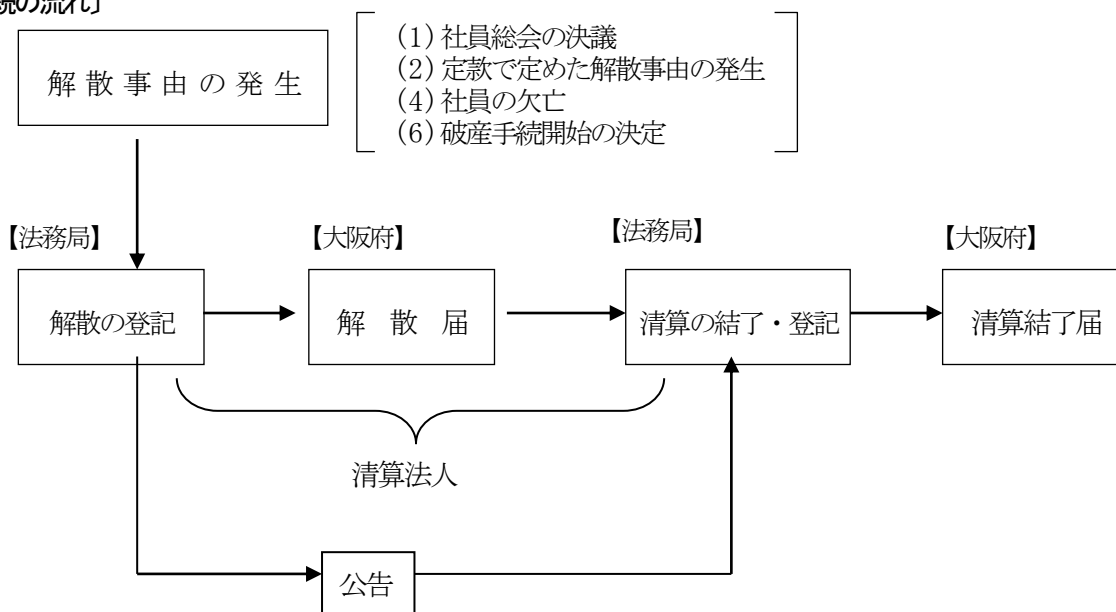 続の流れ〕
解散事由の発生
(1)社員総会の決議
(2)定款で定めた解散事由の発生
(4)社員の欠亡
(6)破産手続開始の決定
【法務局】
【大阪府】
【法務局】
【大阪府】
解散の登記
解散届
清算の結了・登記
清算結了届
清算法人
公告